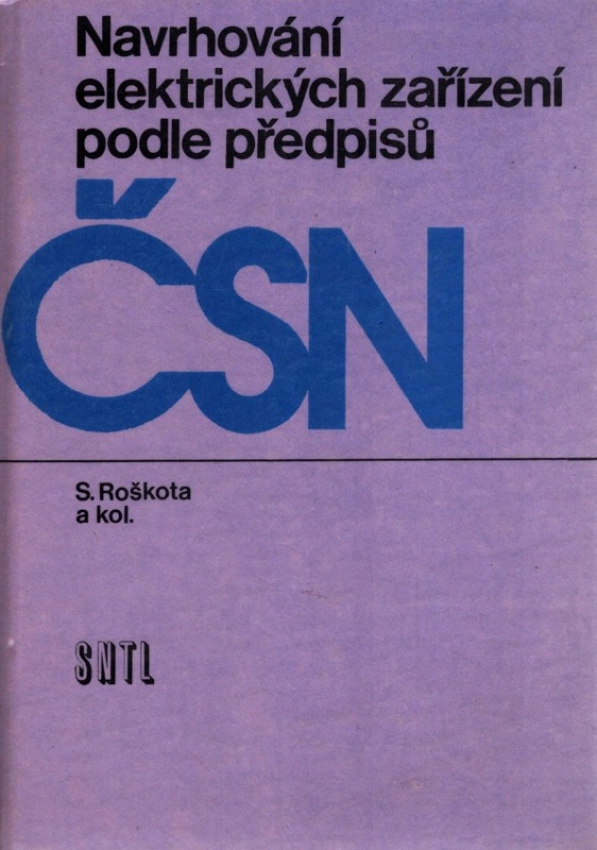 Navrhování
elektrických zařízení
podle předpisů
ČSN
S. Roškota
a kol.
SNTL